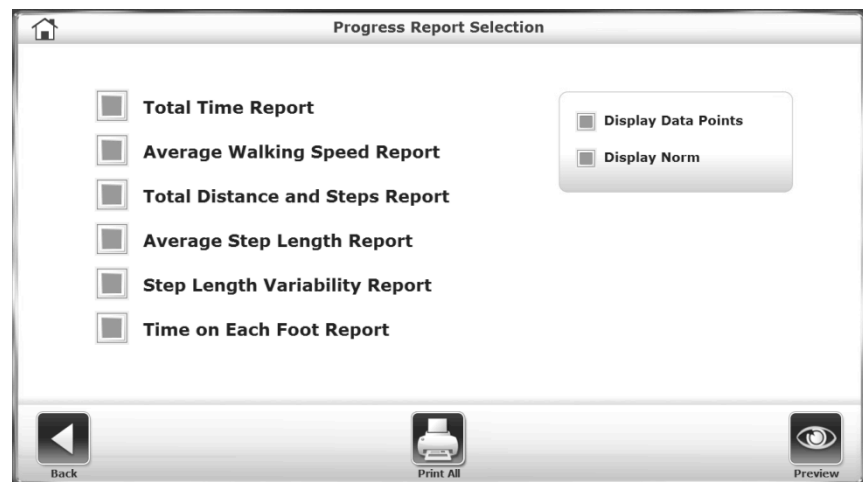 Progress Report Selection
Total Time Report
Average Walking Speed Report
Total Distance and Steps Report
Average Step Length Report
Step Length Variability Report
Time on Each Foot Report
Display Data Points
Display Norm
Back
Print All
Preview